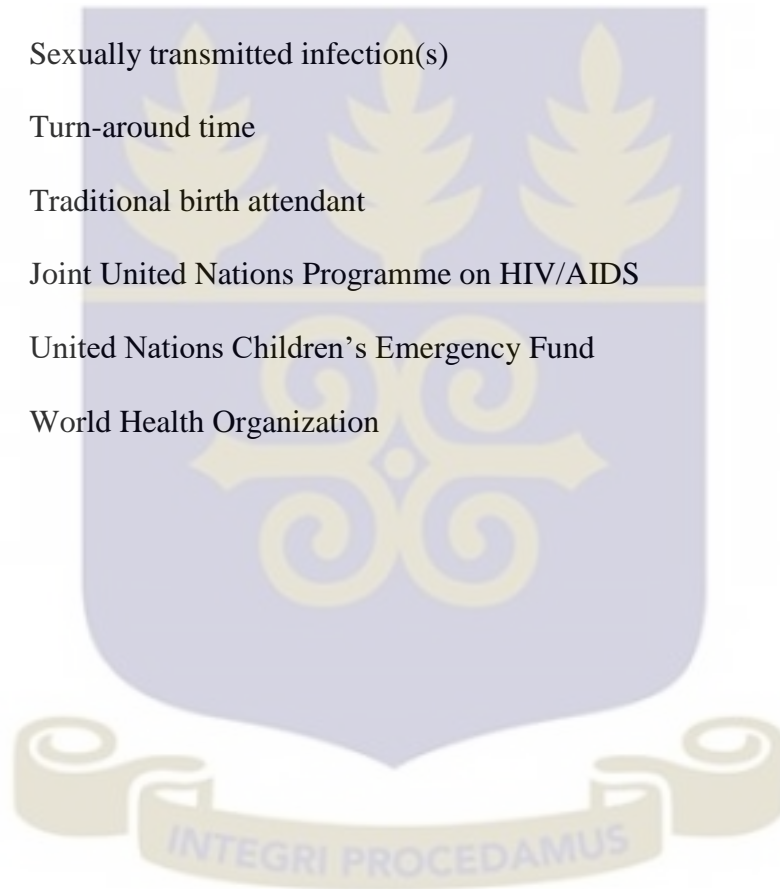 Sexually transmitted infection(s)
Turn-around time
Traditional birth attendant
Joint United Nations Programme on HIV/AIDS
United Nations Children’s Emergency Fund
World Health Organization
INTEGRI PROCEDAMUS